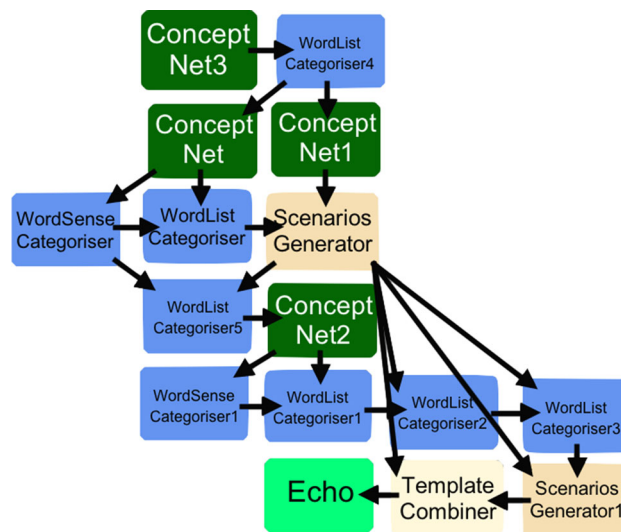 Concept
Net3
WordList
Categoriser4
Concept
Net
Concept
Net1
WordSense
Categoriser
WordList
Categoriser
Scenarios
Generator
WordList
Categoriser5
Concept
Net2
WordSense
Categoriser1
WordList
Categoriser1
WordList
Categoriser2
WordList
Categoriser3
Echo
Template
Combiner
Scenarios
Generator1